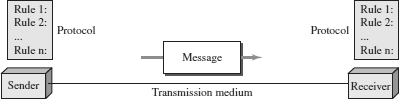 Rule 1:
Rule 2:
...
Rule n:
Protocol
Protocol
Rule 1:
Rule 2:
...
Rule n:
Message
Sender
Receiver
Transmission medium